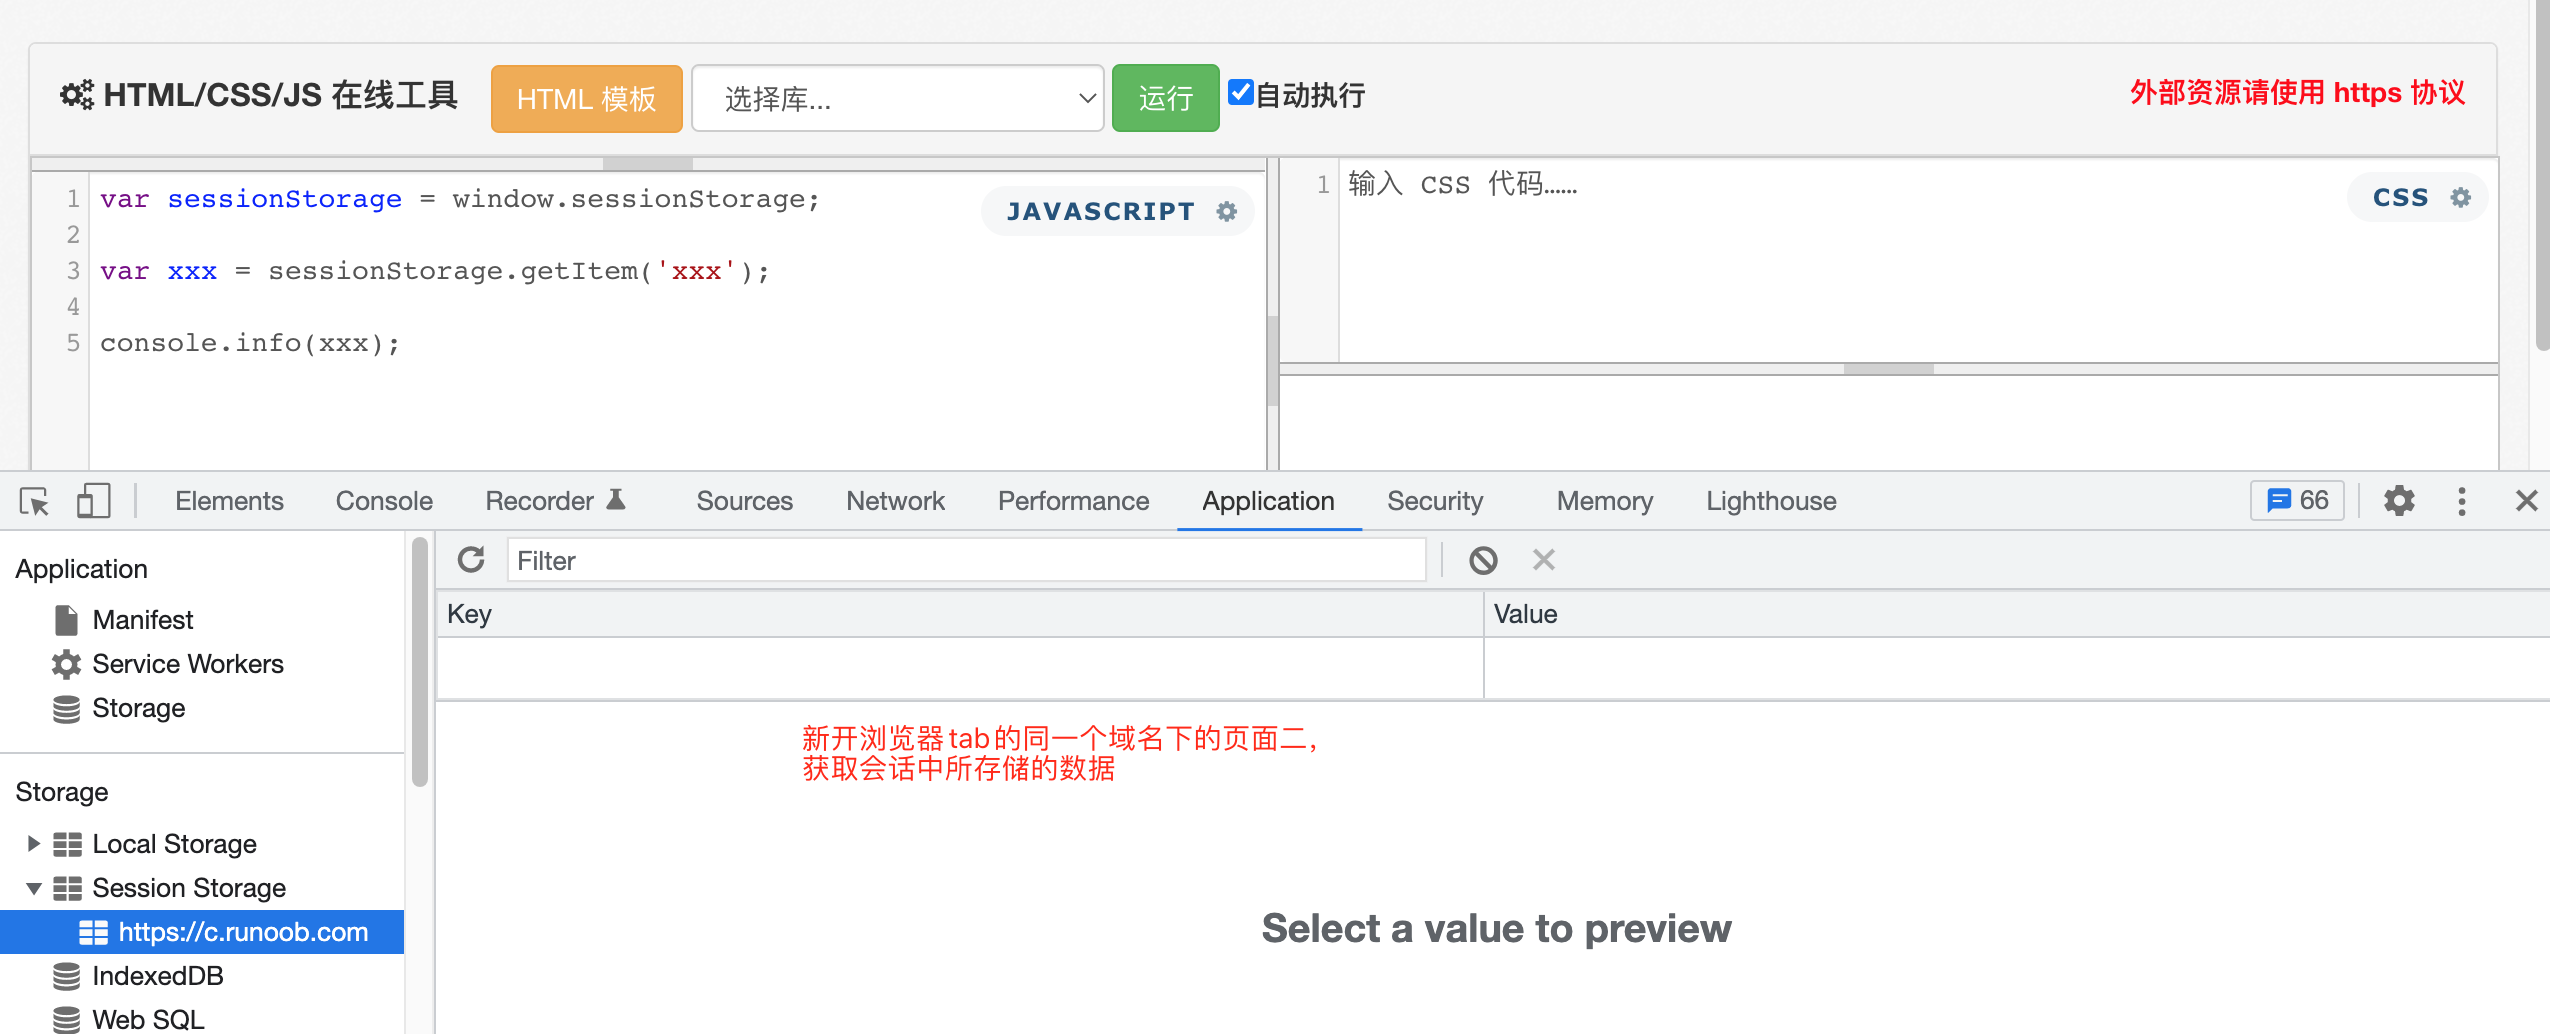 HTML/CSS/JS 在线工具 HTML 模板 选择库... 运行 自动执行 外部资源请使用 https 协议
1 var sessionStorage = window.sessionStorage;
2
3 var xxx = sessionStorage.getItem('xxx');
4
5 console.info(xxx);
JAVASCRIPT
1 输入 CSS 代码……
CSS
Elements Console Recorder Sources Network Performance Application Security Memory Lighthouse 66
Application
Manifest
Service Workers
Storage
Storage
Local Storage
Session Storage
https://c.runoob.com
IndexedDB
Web SQL
Filter
Key Value
新开浏览器tab的同一个域名下的页面二，
获取会话中所存储的数据
Select a value to preview